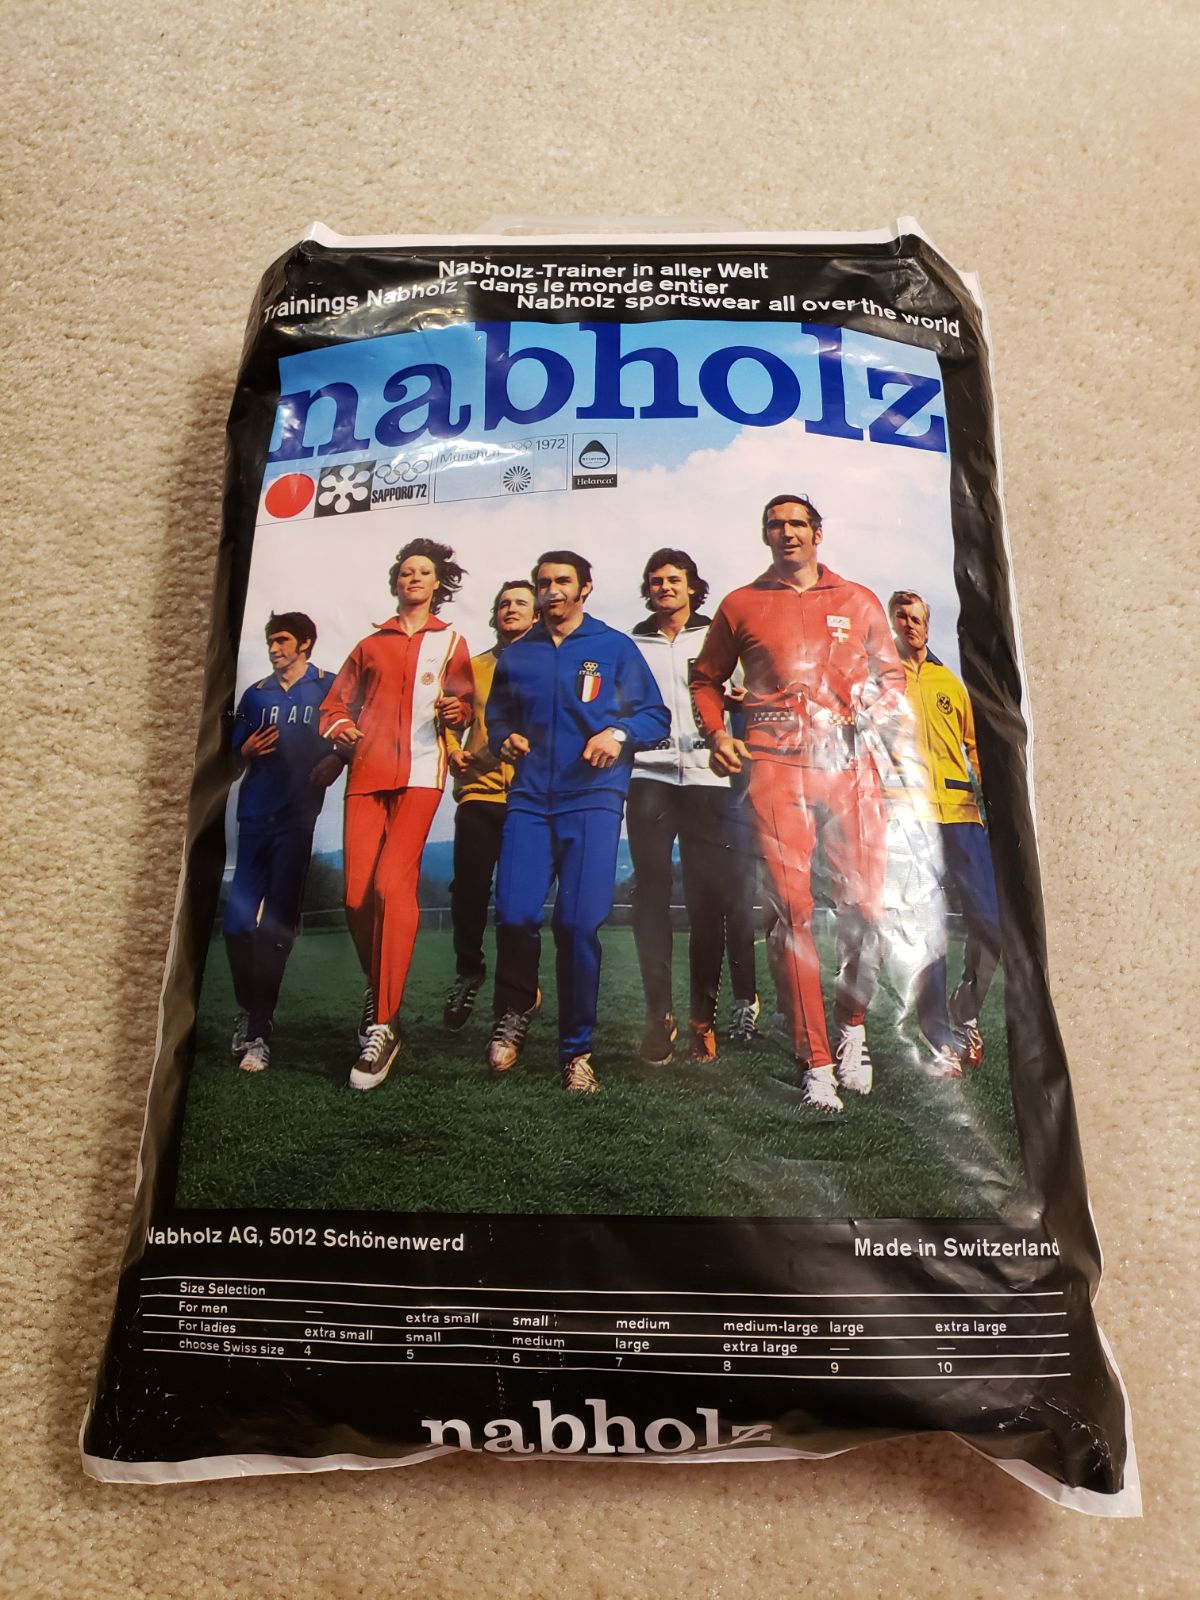 Nabholz-Trainer in aller Welt
Trainings Nabholz – dans le monde entier
Nabholz sportswear all over the world
nabholz
SAPPORO'72
München 1972
Helanca®
IRAQ
ITALIA
Nabholz AG, 5012 Schönenwerd
Made in Switzerland
Size Selection
For men — extra small small medium medium-large large extra large
For ladies extra small small medium large extra large — —
choose Swiss size 4 5 6 7 8 9 10
nabholz